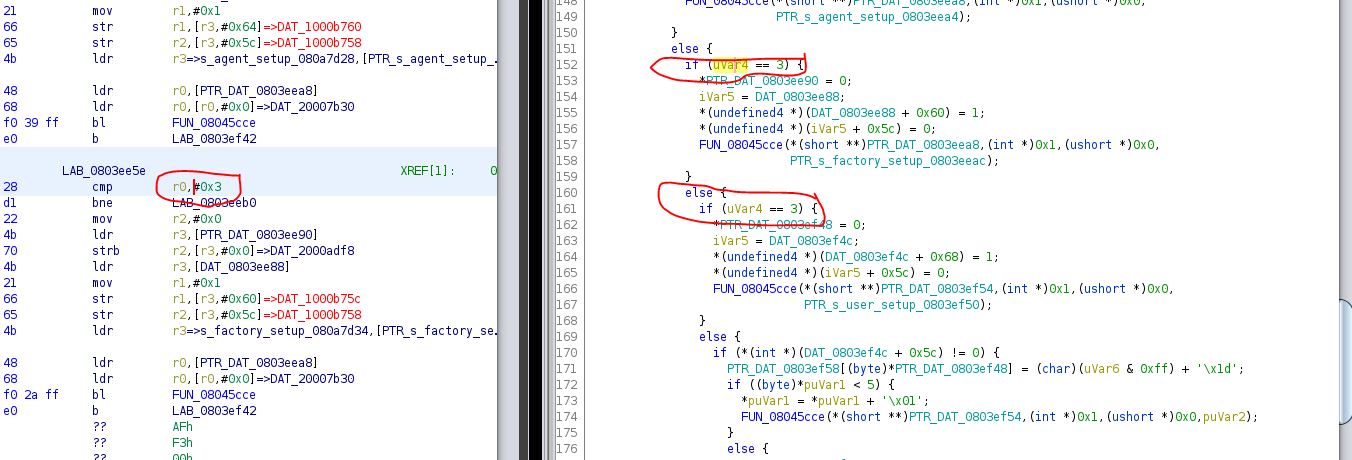 21 mov r1,#0x1
66 str r1,[r3,#0x64]=>DAT_1000b760
65 str r2,[r3,#0x5c]=>DAT_1000b758
4b ldr r3=>s_agent_setup_080a7d28,[PTR_s_agent_setup_.
48 ldr r0,[PTR_DAT_0803eea8]
68 ldr r0,[r0,#0x0]=>DAT_20007b30
f0 39 ff bl FUN_08045cce
e0 b LAB_0803ef42
LAB_0803ee5e XREF[1]: 0
28 cmp r0,#0x3
d1 bne LAB_0803eeb0
22 mov r2,#0x0
4b ldr r3,[PTR_DAT_0803ee90]
70 strb r2,[r3,#0x0]=>DAT_2000adf8
4b ldr r3,[DAT_0803ee88]
21 mov r1,#0x1
66 str r1,[r3,#0x60]=>DAT_1000b75c
65 str r2,[r3,#0x5c]=>DAT_1000b758
4b ldr r3=>s_factory_setup_080a7d34,[PTR_s_factory_se.
48 ldr r0,[PTR_DAT_0803eea8]
68 ldr r0,[r0,#0x0]=>DAT_20007b30
f0 2a ff bl FUN_08045cce
e0 b LAB_0803ef42
?? AFh
?? F3h
?? 00h
148 FUN_08045cce(*(short **)PTR_DAT_0803eea8,(int *)0x1,(ushort *)0x0,
149 PTR_s_agent_setup_0803eea4);
150 }
151 else {
152 if (uVar4 == 3) {
153 *PTR_DAT_0803ee90 = 0;
154 iVar5 = DAT_0803ee88;
155 *(undefined4 *)(DAT_0803ee88 + 0x60) = 1;
156 *(undefined4 *)(iVar5 + 0x5c) = 0;
157 FUN_08045cce(*(short **)PTR_DAT_0803eea8,(int *)0x1,(ushort *)0x0,
158 PTR_s_factory_setup_0803eeac);
159 }
160 else {
161 if (uVar4 == 3) {
162 *PTR_DAT_0803ef48 = 0;
163 iVar5 = DAT_0803ef4c;
164 *(undefined4 *)(DAT_0803ef4c + 0x68) = 1;
165 *(undefined4 *)(iVar5 + 0x5c) = 0;
166 FUN_08045cce(*(short **)PTR_DAT_0803ef54,(int *)0x1,(ushort *)0x0,
167 PTR_s_user_setup_0803ef50);
168 }
169 else {
170 if (*(int *)(DAT_0803ef4c + 0x5c) != 0) {
171 PTR_DAT_0803ef58[(byte)*PTR_DAT_0803ef48] = (char)(uVar6 & 0xff) + '\x1d';
172 if ((byte)*puVar1 < 5) {
173 *puVar1 = *puVar1 + '\x01';
174 FUN_08045cce(*(short **)PTR_DAT_0803ef54,(int *)0x1,(ushort *)0x0,puVar2);
175 }
176 else {